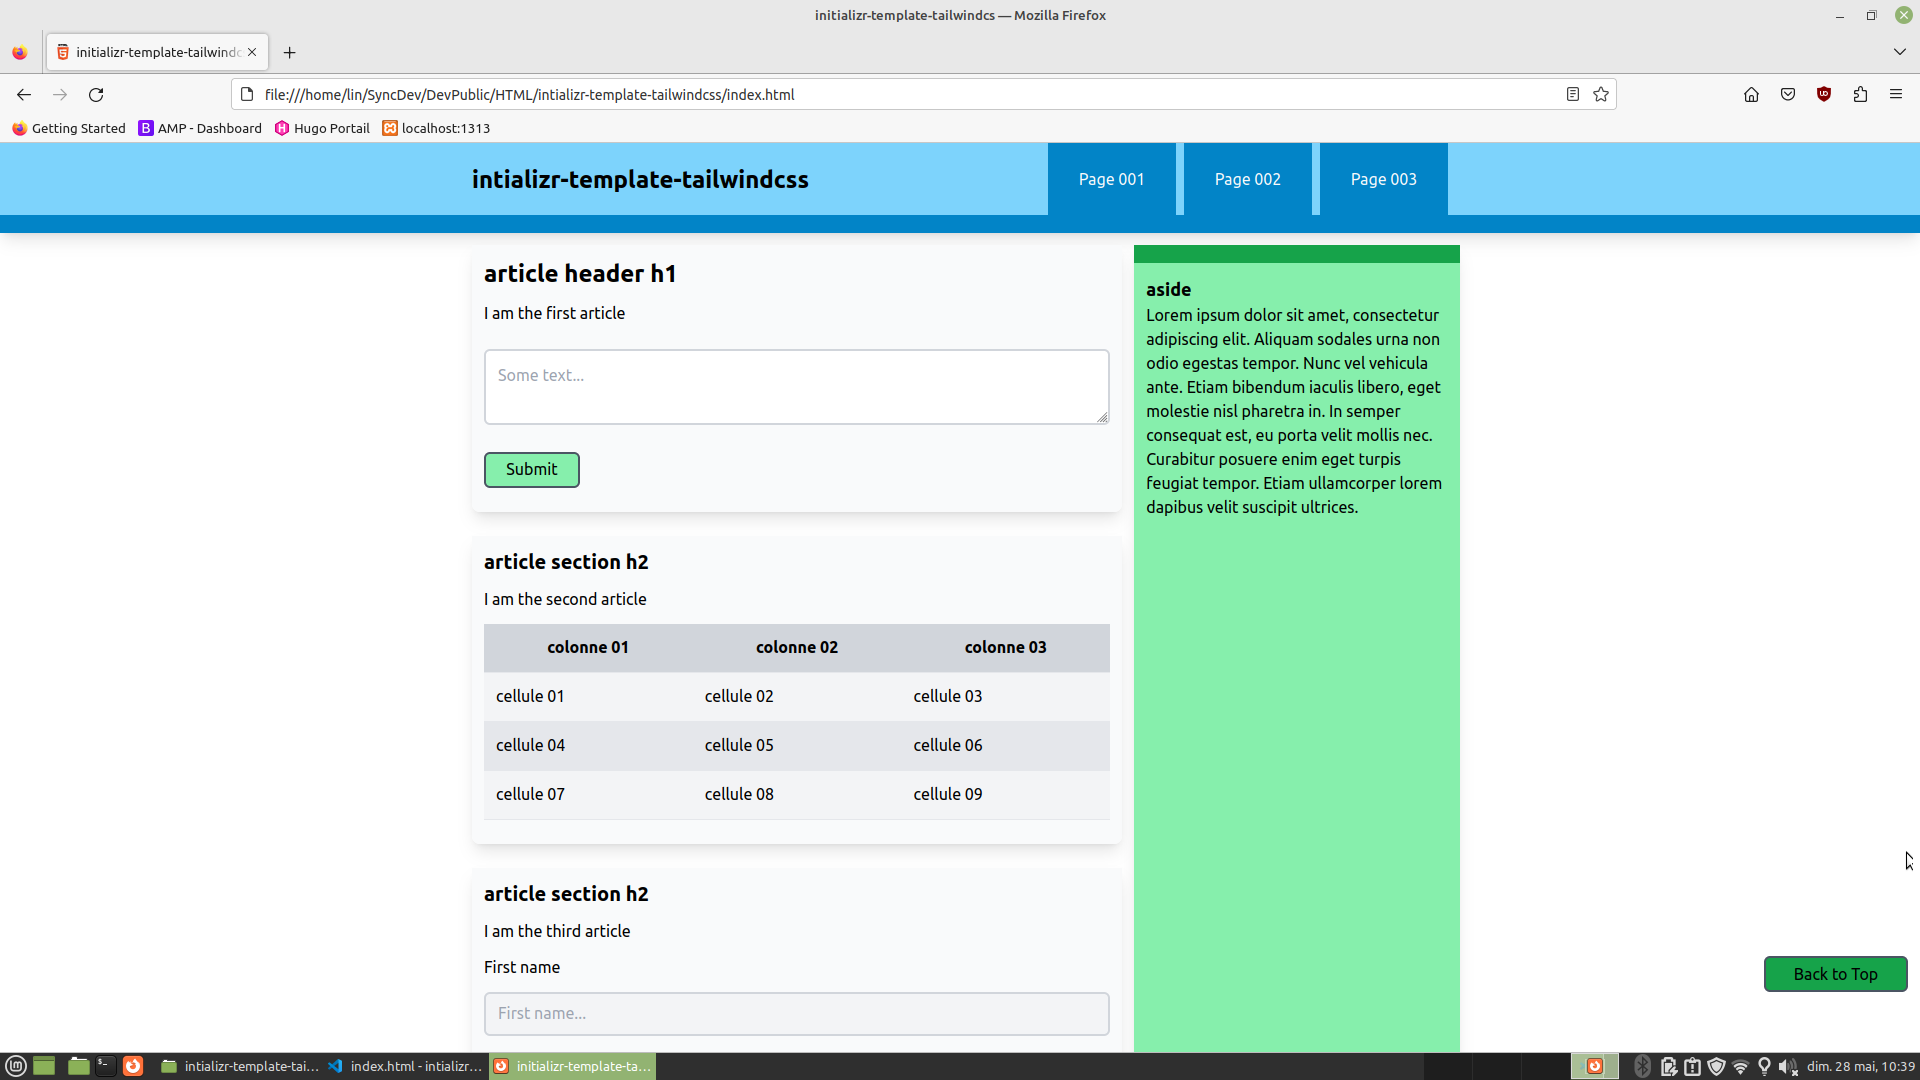 initializr-template-tailwindcs — Mozilla Firefox
initializr-template-tailwindc
file:///home/lin/SyncDev/DevPublic/HTML/intializr-template-tailwindcss/index.html
Getting Started
AMP - Dashboard
Hugo Portail
localhost:1313
intializr-template-tailwindcss
Page 001
Page 002
Page 003
article header h1
I am the first article
Some text...
Submit
article section h2
I am the second article
colonne 01 colonne 02 colonne 03
cellule 01 cellule 02 cellule 03
cellule 04 cellule 05 cellule 06
cellule 07 cellule 08 cellule 09
article section h2
I am the third article
First name
First name...
aside
Lorem ipsum dolor sit amet, consectetur
adipiscing elit. Aliquam sodales urna non
odio egestas tempor. Nunc vel vehicula
ante. Etiam bibendum iaculis libero, eget
molestie nisl pharetra in. In semper
consequat est, eu porta velit mollis nec.
Curabitur posuere enim eget turpis
feugiat tempor. Etiam ullamcorper lorem
dapibus velit suscipit ultrices.
Back to Top
intializr-template-tai...
index.html - intializr...
initializr-template-ta...
dim. 28 mai, 10:39